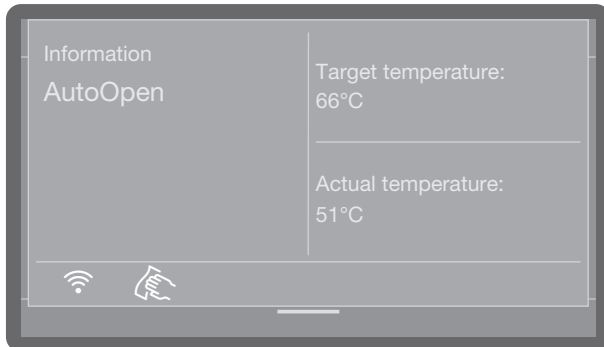 Information
AutoOpen
Target temperature:
66°C
Actual temperature:
51°C